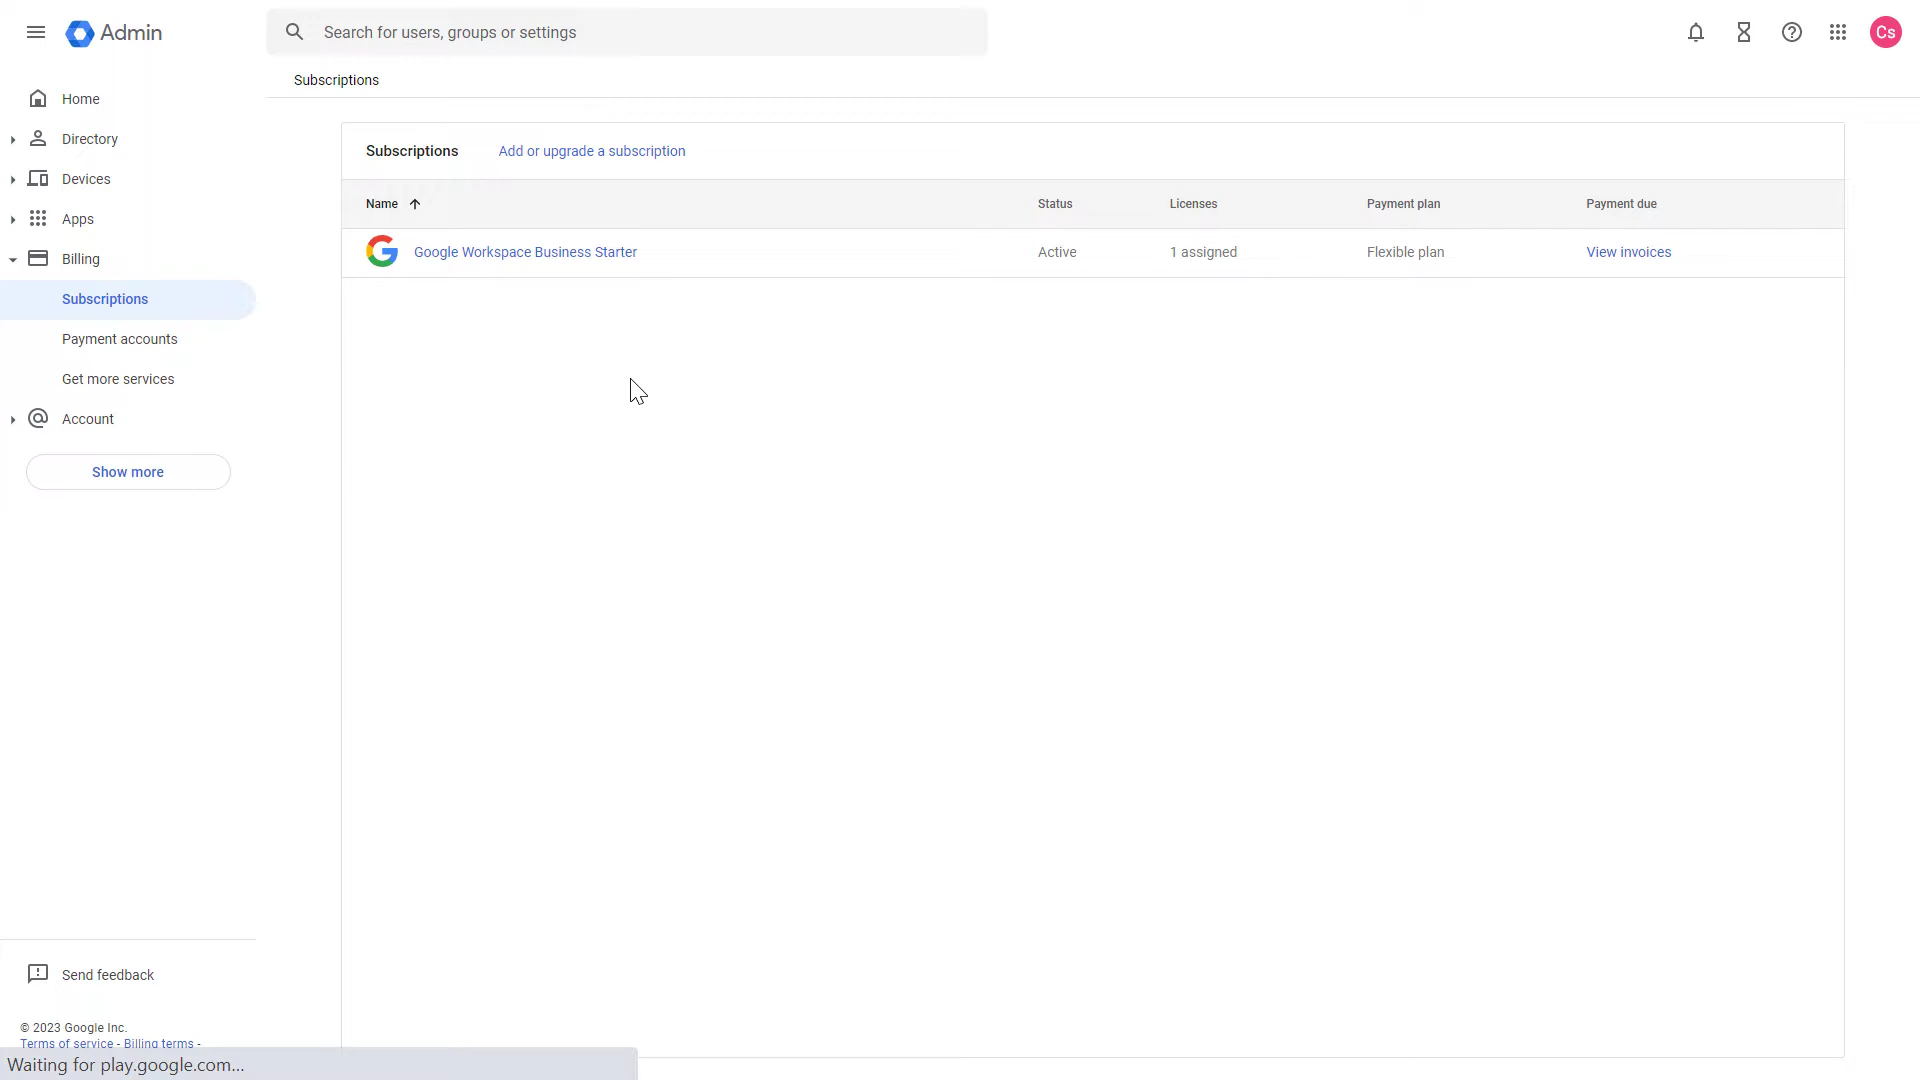 Admin
Search for users, groups or settings
Cs
Subscriptions
Home
Directory
Devices
Apps
Billing
Subscriptions
Payment accounts
Get more services
Account
Show more
Subscriptions Add or upgrade a subscription
Name Status Licenses Payment plan Payment due
Google Workspace Business Starter Active 1 assigned Flexible plan View invoices
Send feedback
© 2023 Google Inc.
Terms of service - Billing terms -
Waiting for play.google.com...